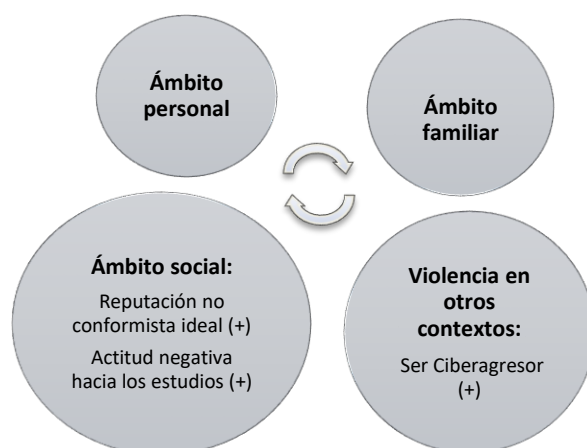 Ámbito
personal
Ámbito
familiar
Ámbito social:
Reputación no
conformista ideal (+)
Actitud negativa
hacia los estudios (+)
Violencia en
otros
contextos:
Ser Ciberagresor
(+)